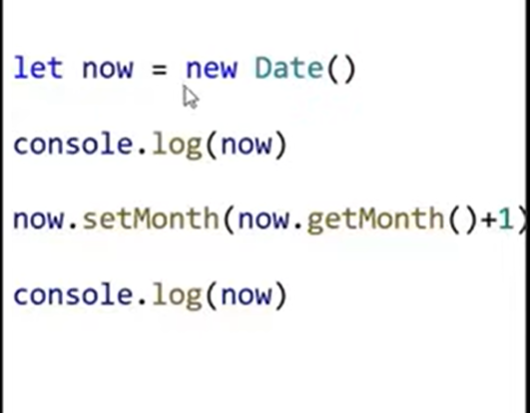 let now = new Date()
console.log(now)
now.setMonth(now.getMonth()+1)
console.log(now)